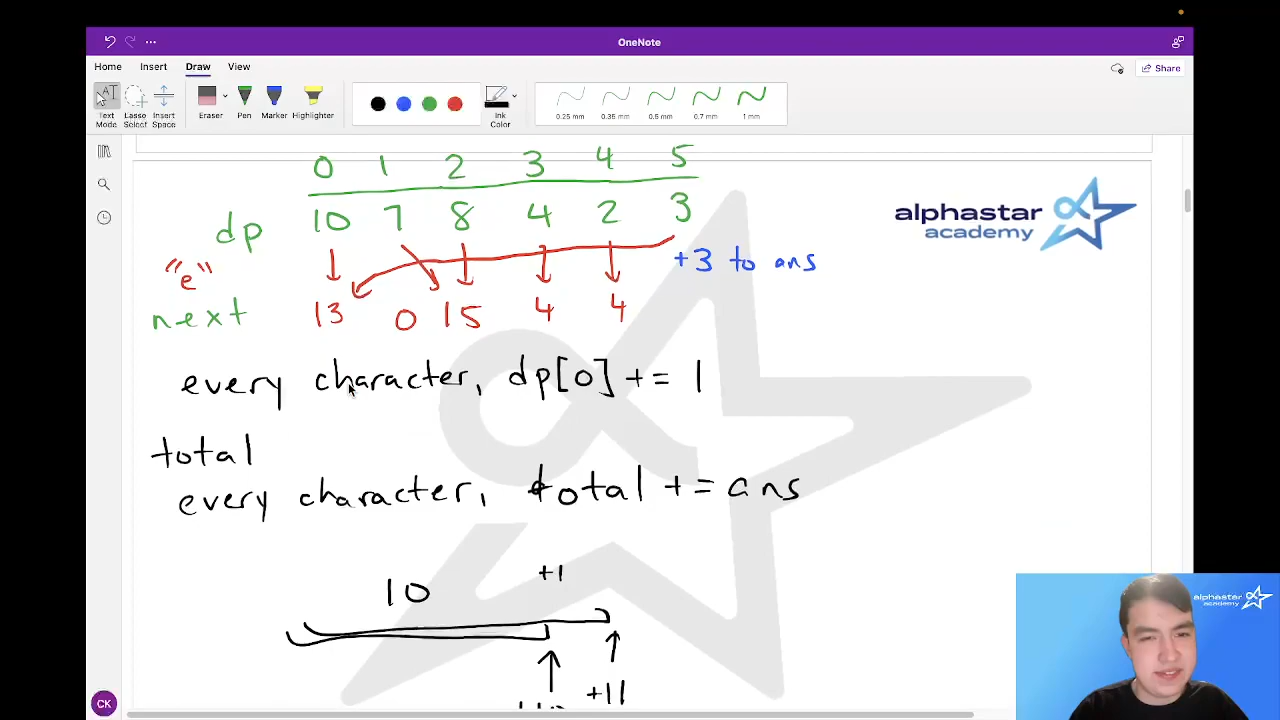 OneNote
Home Insert Draw View
Share
Text Mode
Lasso Select
Insert Space
Eraser
Pen
Marker
Highlighter
Ink Color
0.25 mm 0.35 mm 0.5 mm 0.7 mm 1 mm
0 1 2 3 4 5
dp 10 7 8 4 2 3
"e" +3 to ans
next 13 0 15 4 4
alphastar academy
every character, dp[0] += 1
total
every character, total += ans
10 +1
+11
CK
alphastar academy